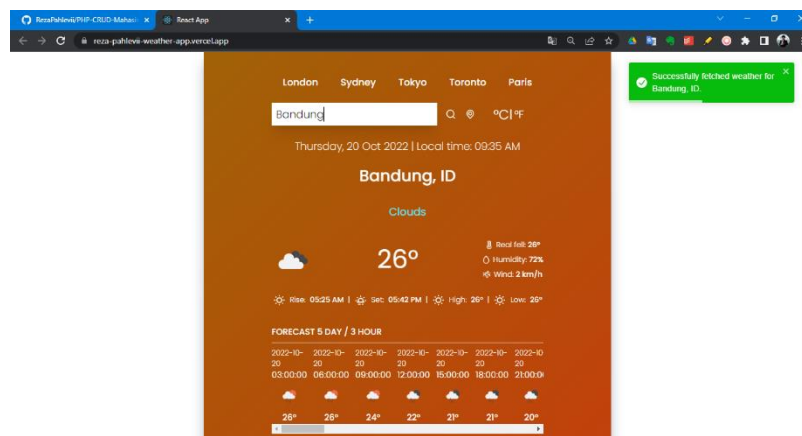 RezaPahlevii/PHP-CRUD-Mahasi
React App
reza-pahlevii-weather-app.vercel.app
London Sydney Tokyo Toronto Paris
Successfully fetched weather for
Bandung, ID.
Bandung
°C|°F
Thursday, 20 Oct 2022 | Local time: 09:35 AM
Bandung, ID
Clouds
26°
Real fell: 26°
Humidity: 72%
Wind: 2 km/h
Rise: 05:25 AM | Set: 05:42 PM | High: 26° | Low: 26°
FORECAST 5 DAY / 3 HOUR
2022-10- 2022-10- 2022-10- 2022-10- 2022-10- 2022-10- 2022-10
20 20 20 20 20 20 20
03:00:00 06:00:00 09:00:00 12:00:00 15:00:00 18:00:00 21:00:0
26° 26° 24° 22° 21° 21° 20°